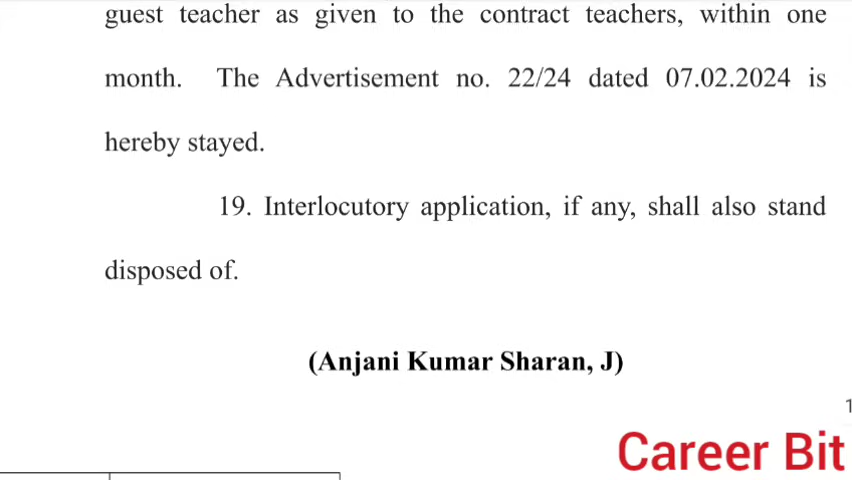 guest teacher as given to the contract teachers, within one
month. The Advertisement no. 22/24 dated 07.02.2024 is
hereby stayed.
19. Interlocutory application, if any, shall also stand
disposed of.
(Anjani Kumar Sharan, J)
1
Career Bit